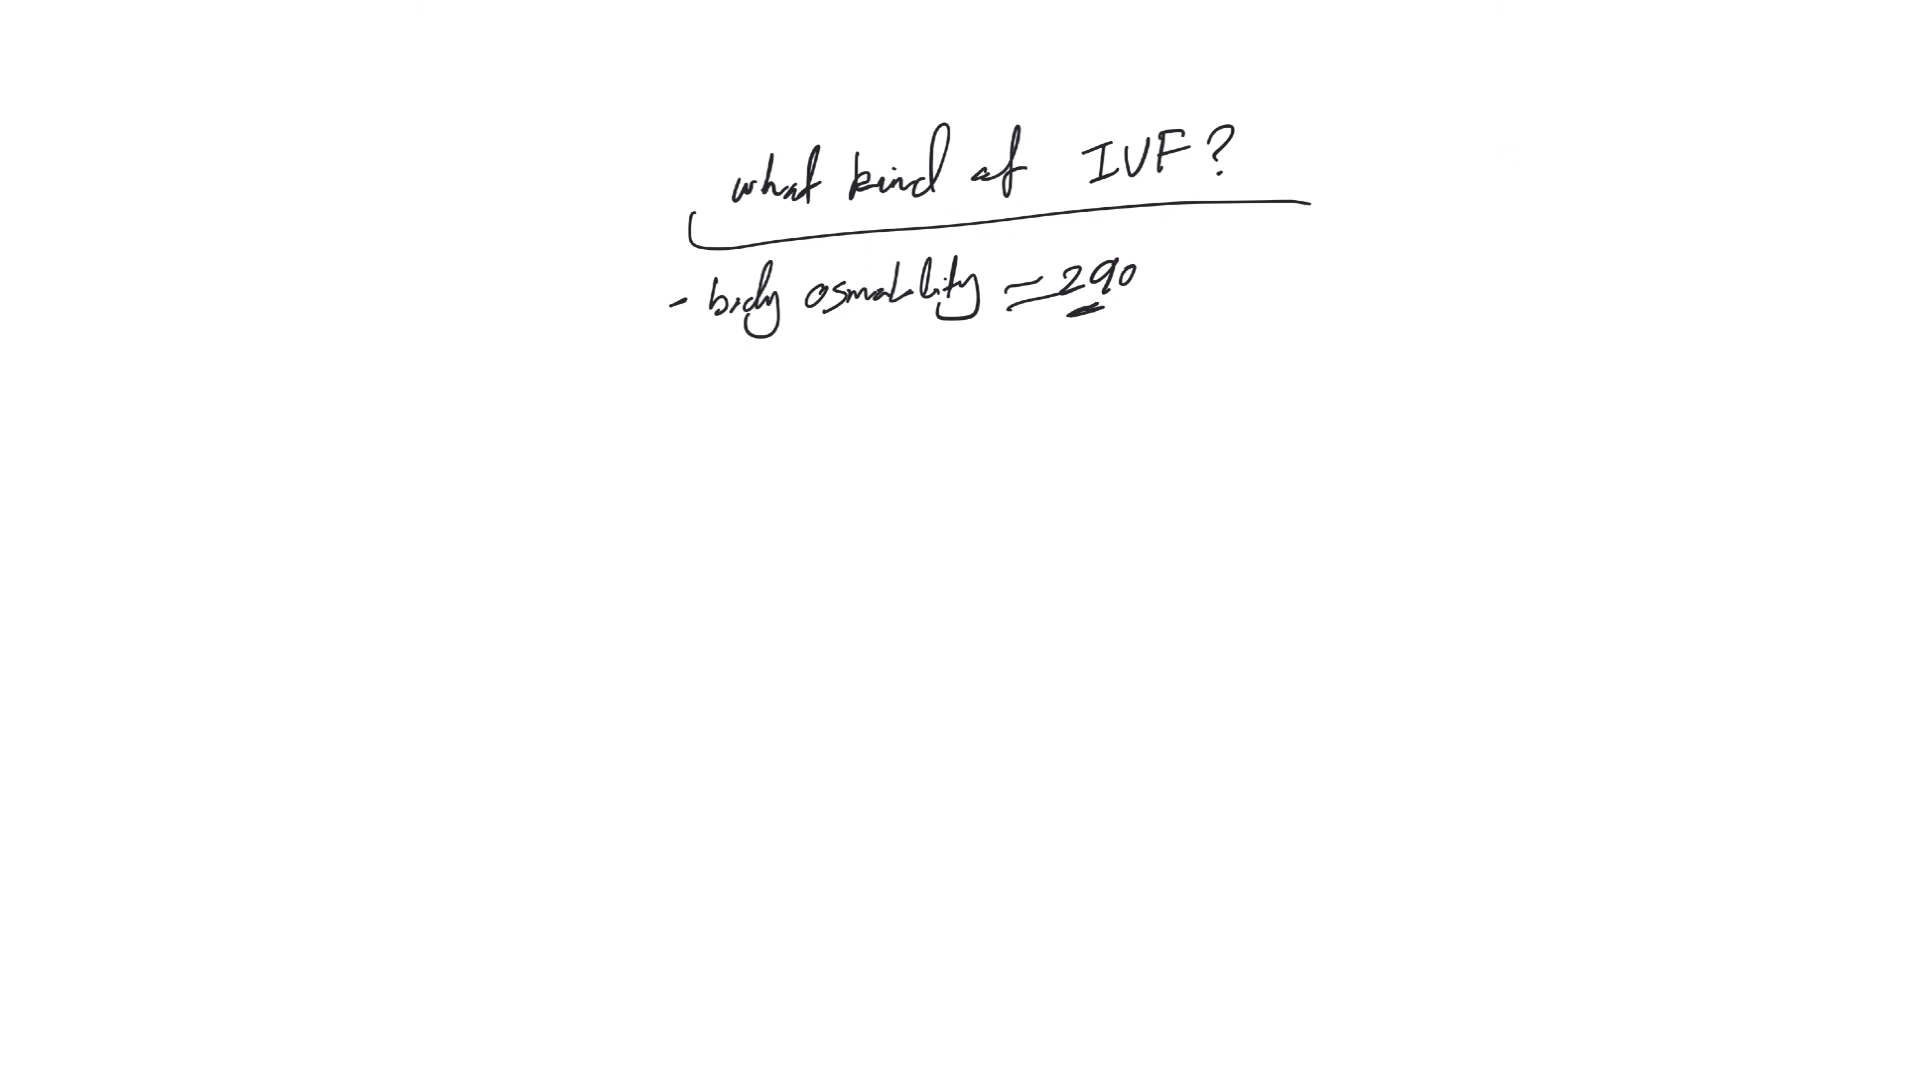 what kind of IVF?
- body osmolality = 290